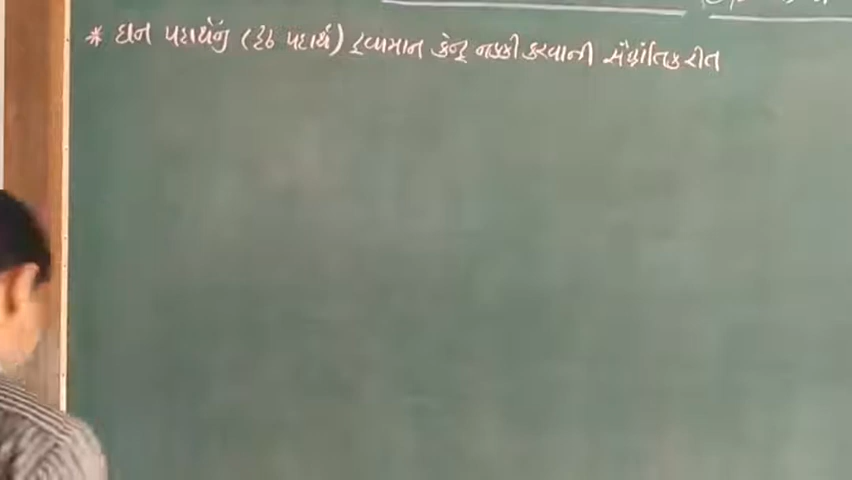 * ઘન પદાર્થનું (દૃઢ પદાર્થ) દ્રવ્યમાન કેન્દ્ર નક્કી કરવાની સૈદ્ધાંતિક રીત